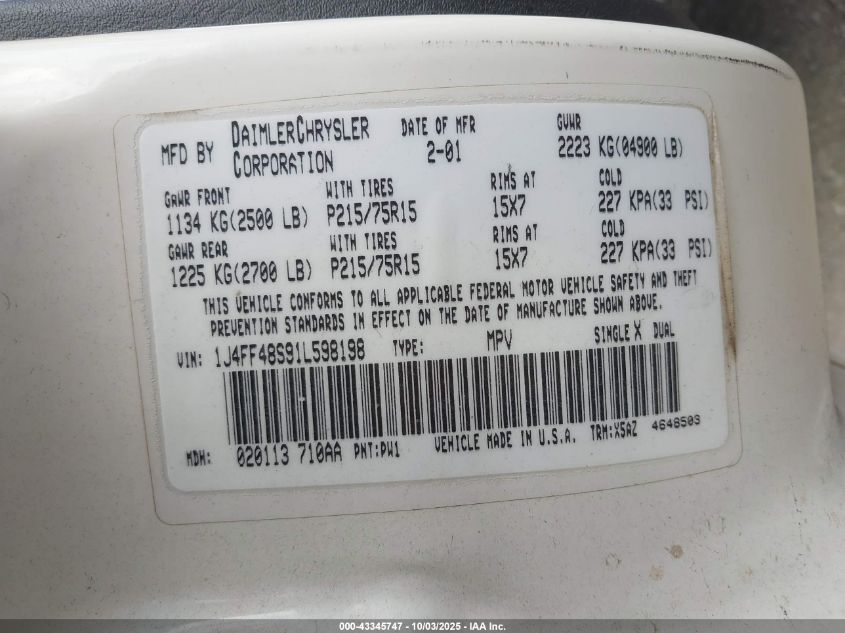 MFD BY DAIMLERCHRYSLER CORPORATION DATE OF MFR 2-01 GVWR 2223 KG(04900 LB)
GAWR FRONT WITH TIRES RIMS AT COLD
1134 KG(2500 LB) P215/75R15 15X7 227 KPA(33 PSI)
GAWR REAR WITH TIRES RIMS AT COLD
1225 KG(2700 LB) P215/75R15 15X7 227 KPA(33 PSI)
THIS VEHICLE CONFORMS TO ALL APPLICABLE FEDERAL MOTOR VEHICLE SAFETY AND THEFT
PREVENTION STANDARDS IN EFFECT ON THE DATE OF MANUFACTURE SHOWN ABOVE.
VIN: 1J4FF48S91L598198 TYPE: MPV SINGLE X DUAL
MDH: 020113 710AA PNT:PW1 VEHICLE MADE IN U.S.A. TRM:X5AZ 4648503
000-43345747 - 10/03/2025 - IAA Inc.